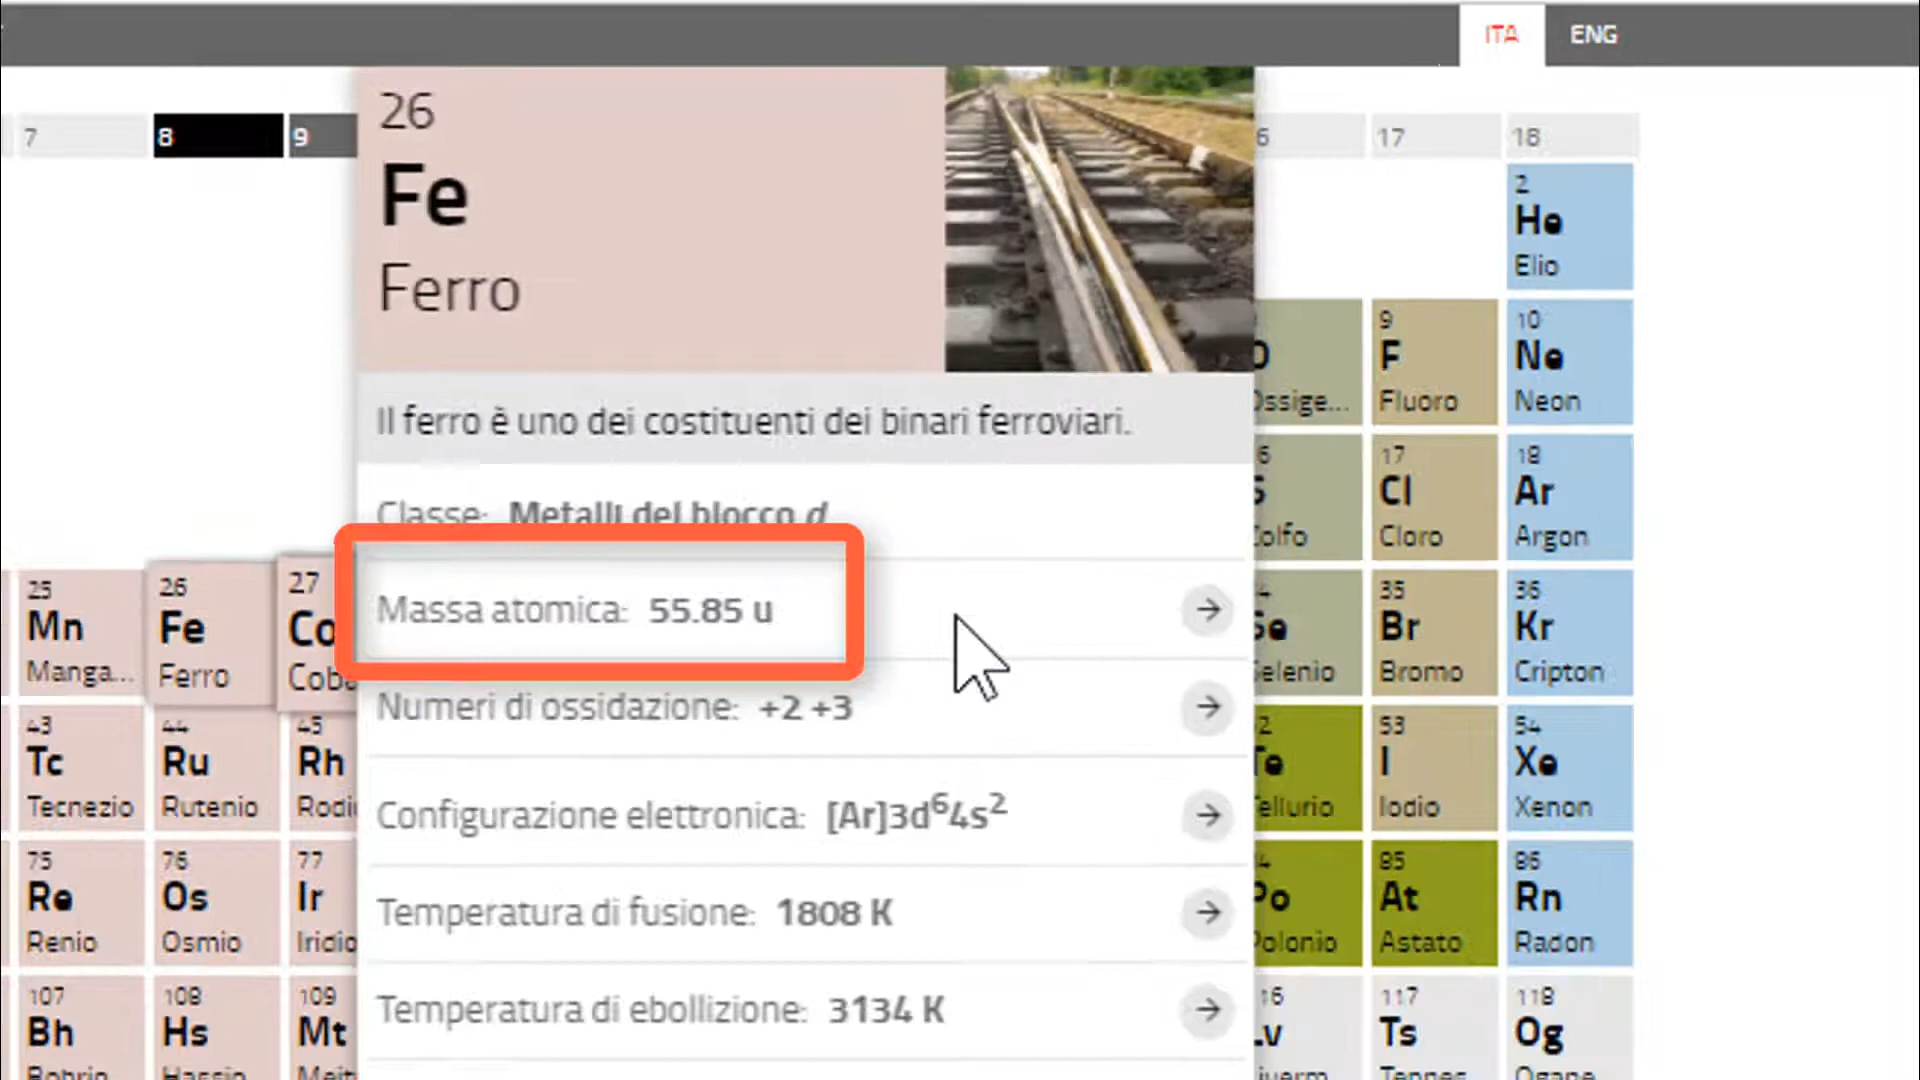 ITA
ENG
7
8
9
17
18
26
Fe
Ferro
2
He
Elio
9
F
Fluoro
10
Ne
Neon
Il ferro è uno dei costituenti dei binari ferroviari.
17
Cl
Cloro
18
Ar
Argon
Classe: Metalli del blocco d
25
Mn
Manga...
26
Fe
Ferro
27
Co
Massa atomica: 55.85 u
Selenio
35
Br
Bromo
36
Kr
Cripton
Numeri di ossidazione: +2 +3
43
Tc
Tecnezio
44
Ru
Rutenio
45
Rh
Configurazione elettronica: [Ar]3d⁶4s²
53
I
Iodio
54
Xe
Xenon
75
Re
Renio
76
Os
Osmio
77
Ir
Iridio
Temperatura di fusione: 1808 K
Po
Polonio
85
At
Astato
86
Rn
Radon
107
Bh
108
Hs
109
Mt
Temperatura di ebollizione: 3134 K
117
Ts
118
Og